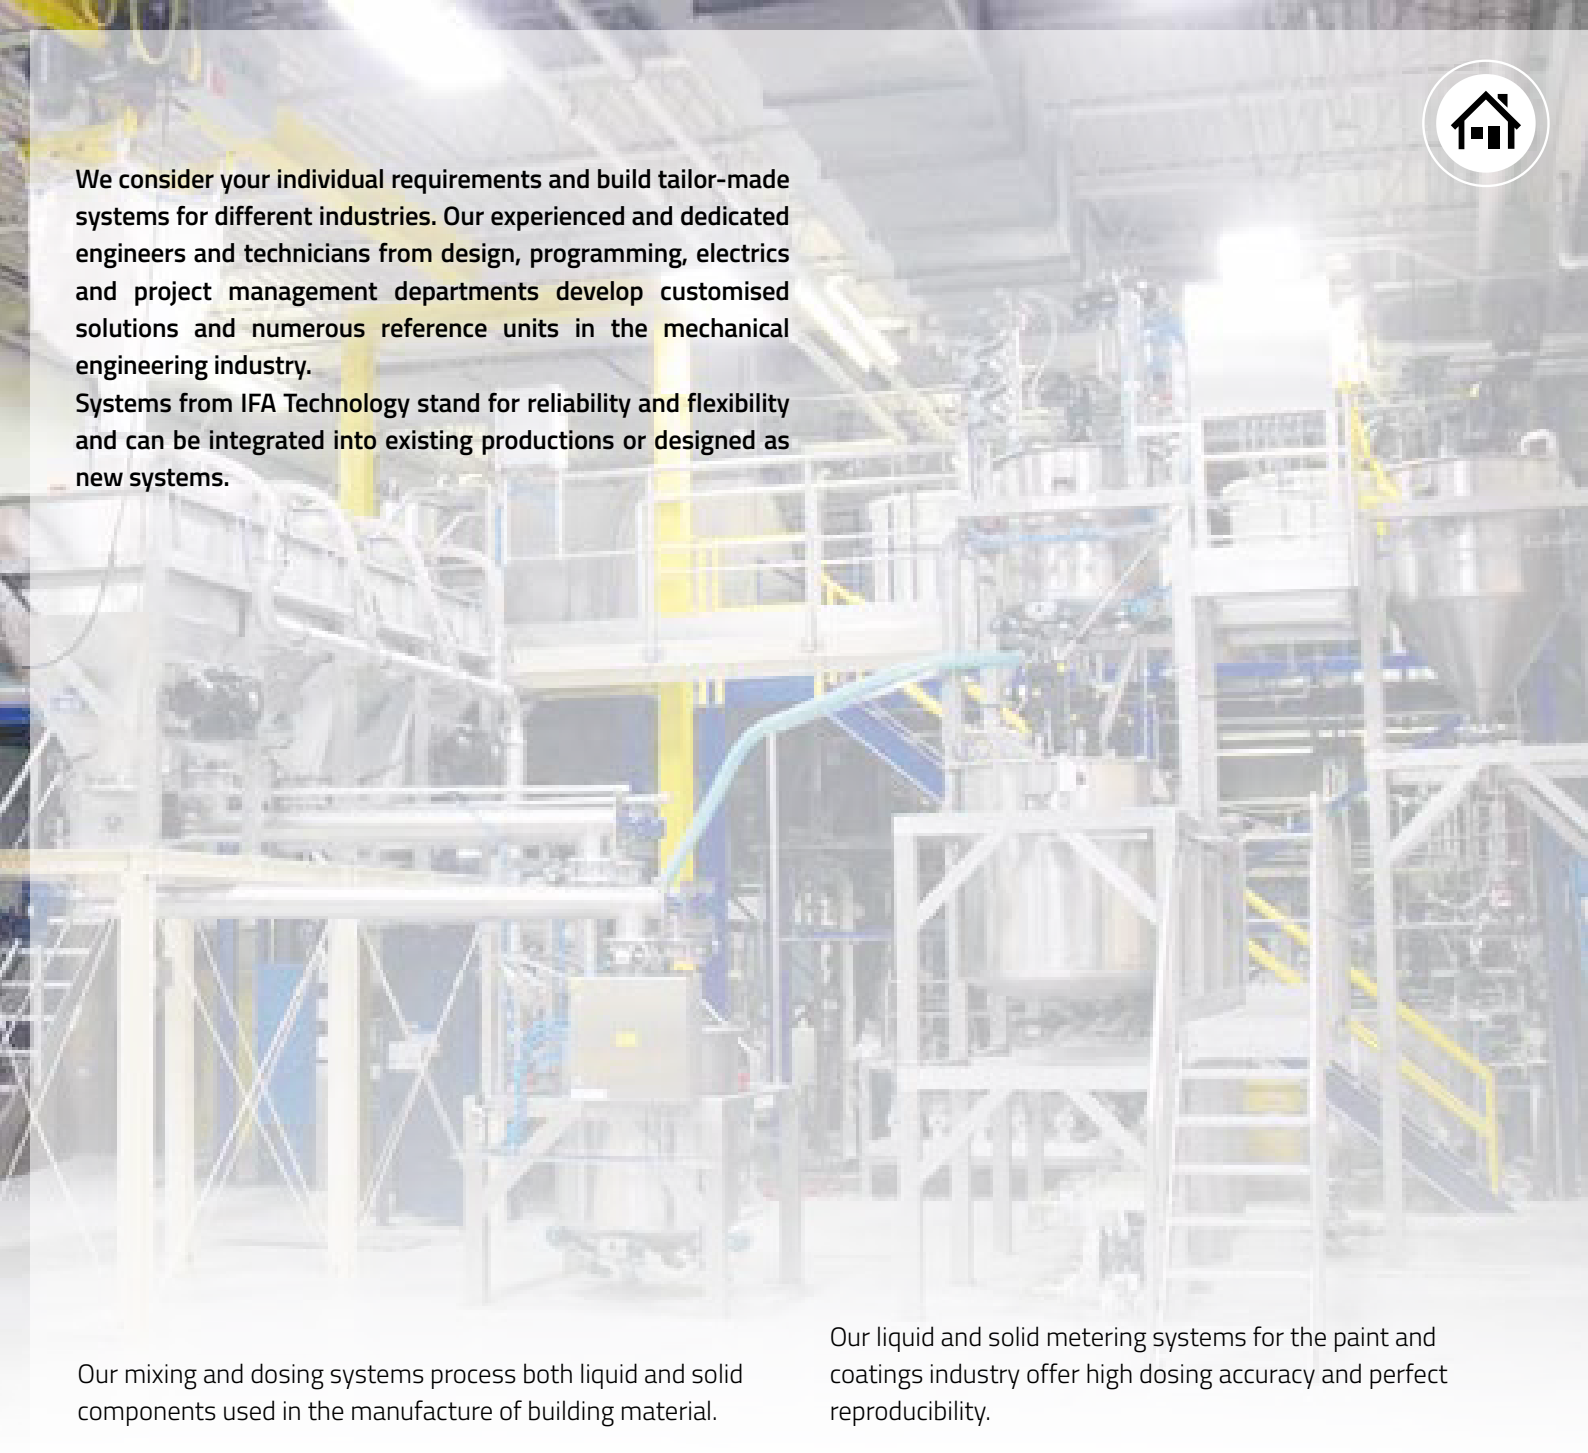 We consider your individual requirements and build tailor-made
systems for different industries. Our experienced and dedicated
engineers and technicians from design, programming, electrics
and project management departments develop customised
solutions and numerous reference units in the mechanical
engineering industry.
Systems from IFA Technology stand for reliability and flexibility
and can be integrated into existing productions or designed as
new systems.
Our mixing and dosing systems process both liquid and solid
components used in the manufacture of building material.
Our liquid and solid metering systems for the paint and
coatings industry offer high dosing accuracy and perfect
reproducibility.